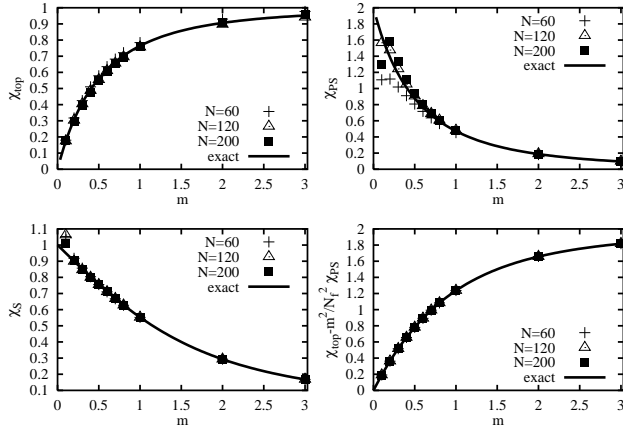 1
0.9
0.8
0.7
0.6
0.5
0.4
0.3
0.2
0.1
0
χtop
N=60
N=120
N=200
exact
0 0.5 1 1.5 2 2.5 3
m
2
1.8
1.6
1.4
1.2
1
0.8
0.6
0.4
0.2
0
χPS
N=60
N=120
N=200
exact
0 0.5 1 1.5 2 2.5 3
m
1.1
1
0.9
0.8
0.7
0.6
0.5
0.4
0.3
0.2
0.1
χS
N=60
N=120
N=200
exact
0 0.5 1 1.5 2 2.5 3
m
2
1.8
1.6
1.4
1.2
1
0.8
0.6
0.4
0.2
0
χtop-m²/Nf² χPS
N=60
N=120
N=200
exact
0 0.5 1 1.5 2 2.5 3
m